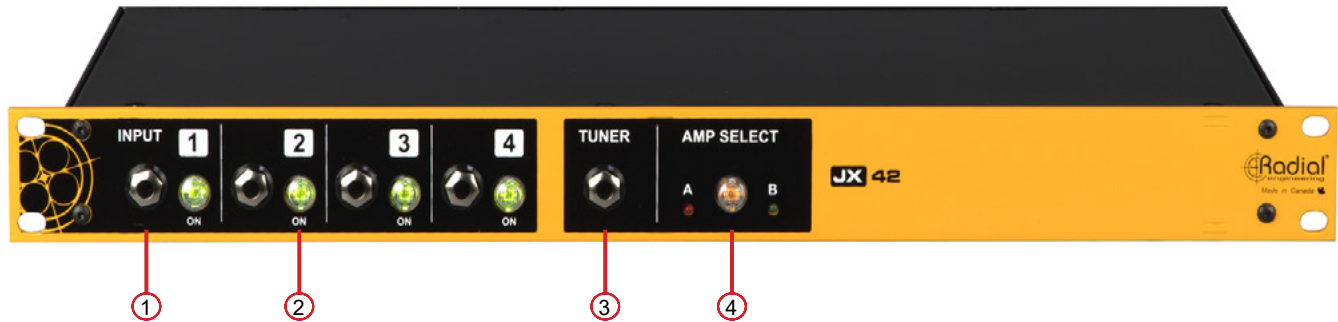 INPUT 1 2 3 4 TUNER AMP SELECT
A B
JX 42
Radial®
engineering
Made in Canada
ON ON ON ON
1 2 3 4